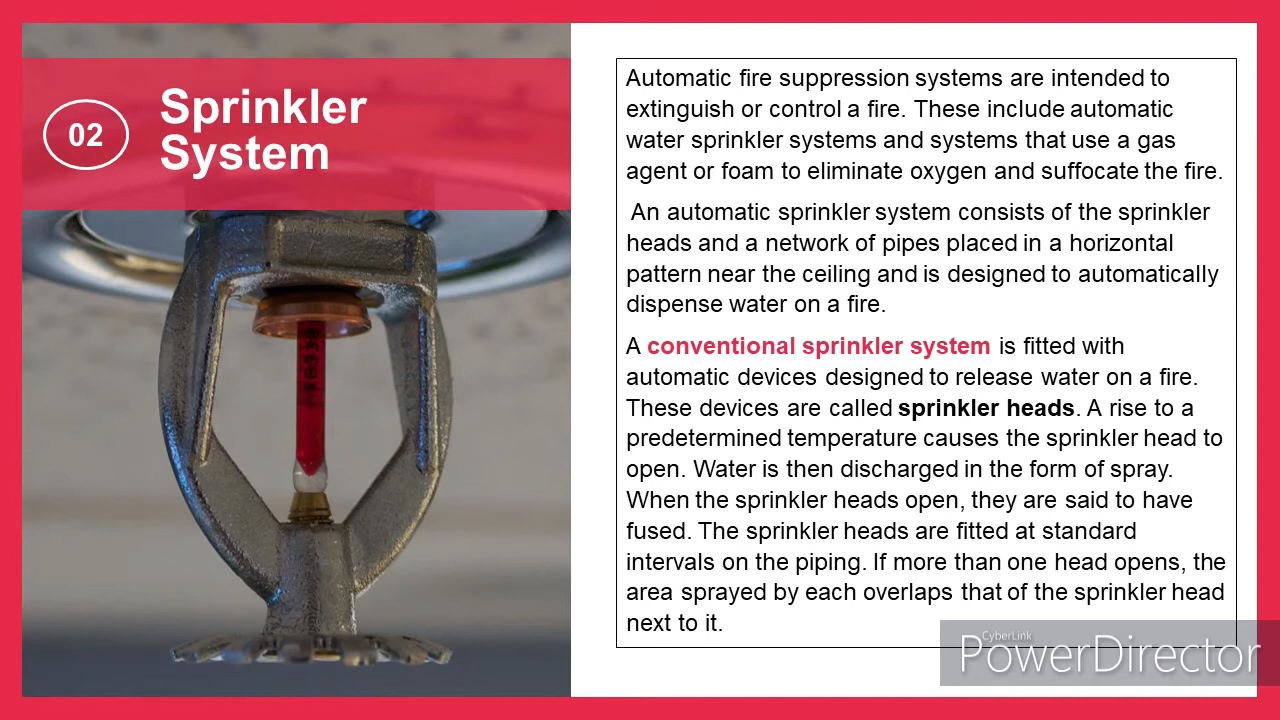 02
Sprinkler
System
Automatic fire suppression systems are intended to
extinguish or control a fire. These include automatic
water sprinkler systems and systems that use a gas
agent or foam to eliminate oxygen and suffocate the fire.
An automatic sprinkler system consists of the sprinkler
heads and a network of pipes placed in a horizontal
pattern near the ceiling and is designed to automatically
dispense water on a fire.
A conventional sprinkler system is fitted with
automatic devices designed to release water on a fire.
These devices are called sprinkler heads. A rise to a
predetermined temperature causes the sprinkler head to
open. Water is then discharged in the form of spray.
When the sprinkler heads open, they are said to have
fused. The sprinkler heads are fitted at standard
intervals on the piping. If more than one head opens, the
area sprayed by each overlaps that of the sprinkler head
next to it.
CyberLink
PowerDirector